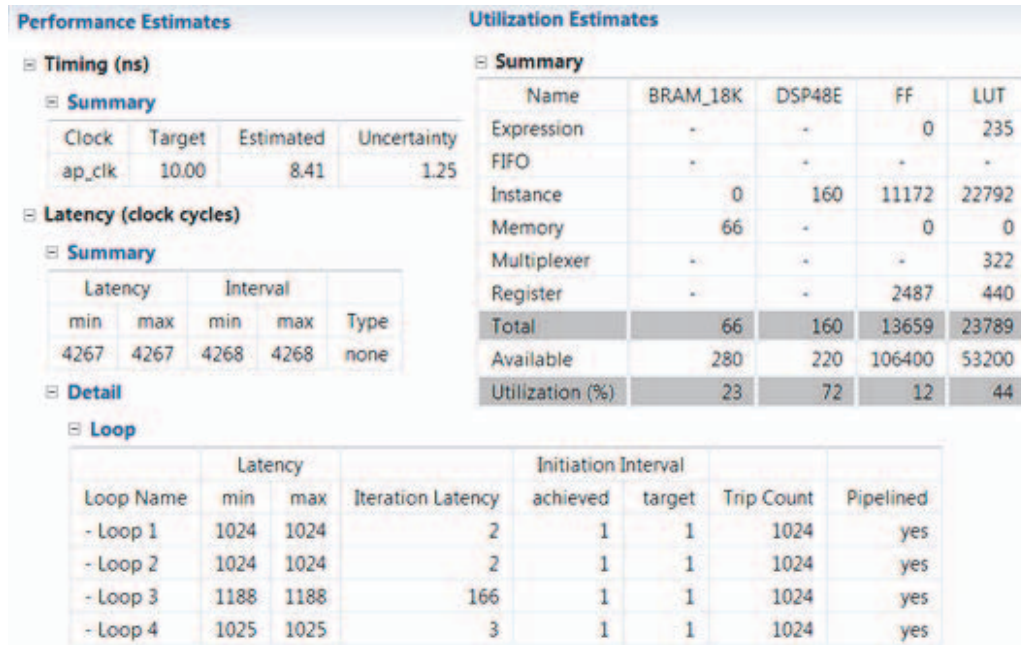 Performance Estimates
Timing (ns)
Summary
Clock Target Estimated Uncertainty
ap_clk 10.00 8.41 1.25
Latency (clock cycles)
Summary
Latency Interval
min max min max Type
4267 4267 4268 4268 none
Utilization Estimates
Summary
Name BRAM_18K DSP48E FF LUT
Expression - - 0 235
FIFO - - - -
Instance 0 160 11172 22792
Memory 66 - 0 0
Multiplexer - - - 322
Register - - 2487 440
Total 66 160 13659 23789
Available 280 220 106400 53200
Utilization (%) 23 72 12 44
Detail
Loop
Latency Initiation Interval
Loop Name min max Iteration Latency achieved target Trip Count Pipelined
- Loop 1 1024 1024 2 1 1 1024 yes
- Loop 2 1024 1024 2 1 1 1024 yes
- Loop 3 1188 1188 166 1 1 1024 yes
- Loop 4 1025 1025 3 1 1 1024 yes